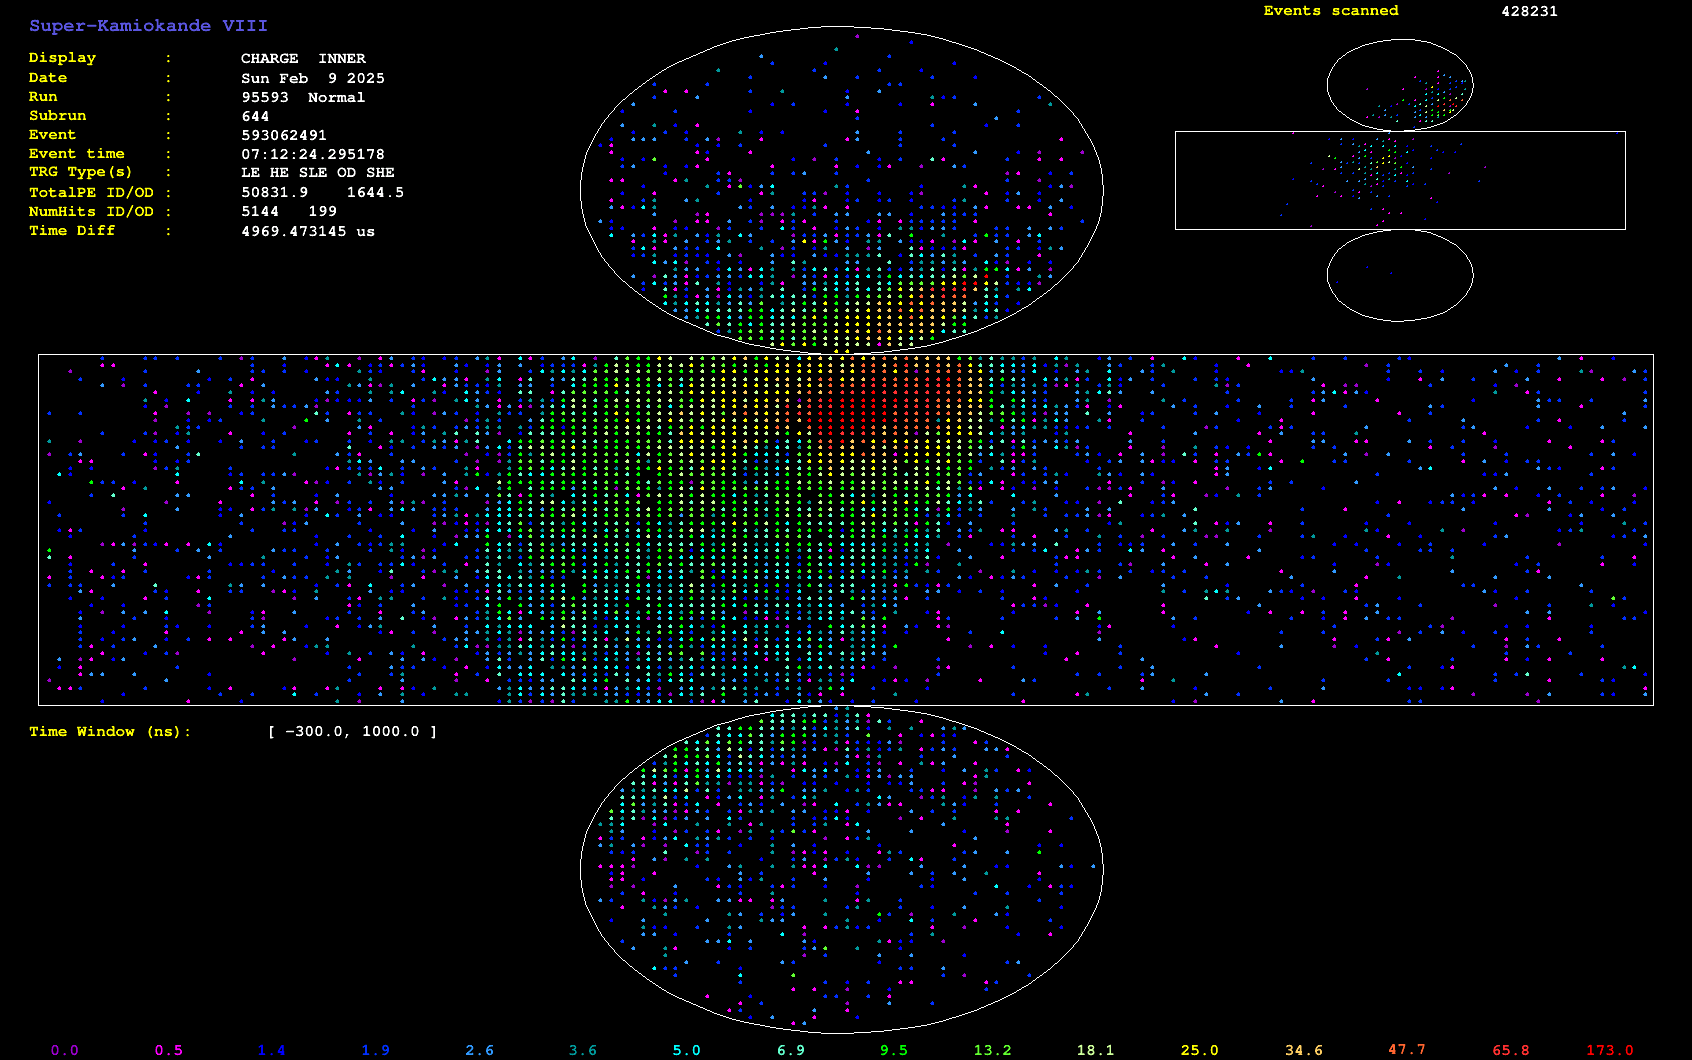 Super-Kamiokande VIII
Events scanned 428231
Display : CHARGE INNER
Date : Sun Feb 9 2025
Run : 95593 Normal
Subrun : 644
Event : 593062491
Event time : 07:12:24.295178
TRG Type(s) : LE HE SLE OD SHE
TotalPE ID/OD : 50831.9 1644.5
NumHits ID/OD : 5144 199
Time Diff : 4969.473145 us
Time Window (ns): [ -300.0, 1000.0 ]
0.0 0.5 1.4 1.9 2.6 3.6 5.0 6.9 9.5 13.2 18.1 25.0 34.6 47.7 65.8 173.0